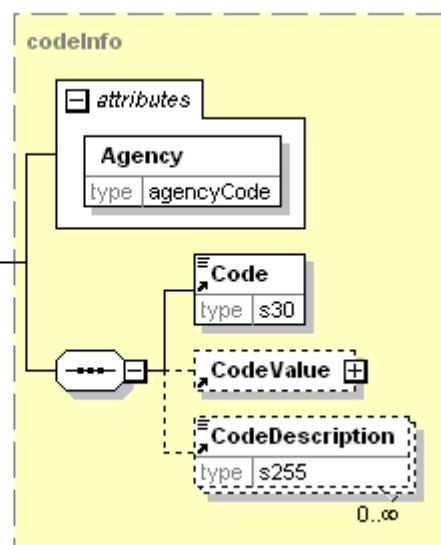 codeInfo
attributes
Agency
type agencyCode
Code
type s30
CodeValue
CodeDescription
type s255
0..∞